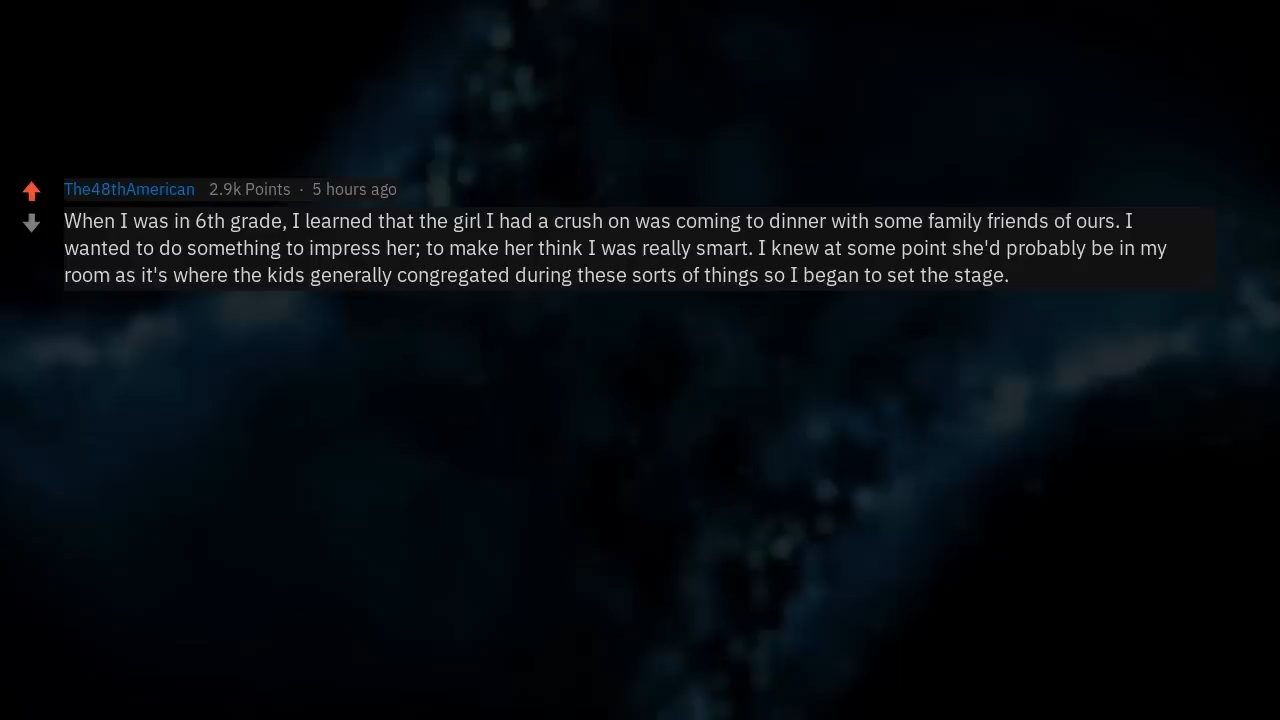 The48thAmerican 2.9k Points · 5 hours ago
When I was in 6th grade, I learned that the girl I had a crush on was coming to dinner with some family friends of ours. I
wanted to do something to impress her; to make her think I was really smart. I knew at some point she'd probably be in my
room as it's where the kids generally congregated during these sorts of things so I began to set the stage.